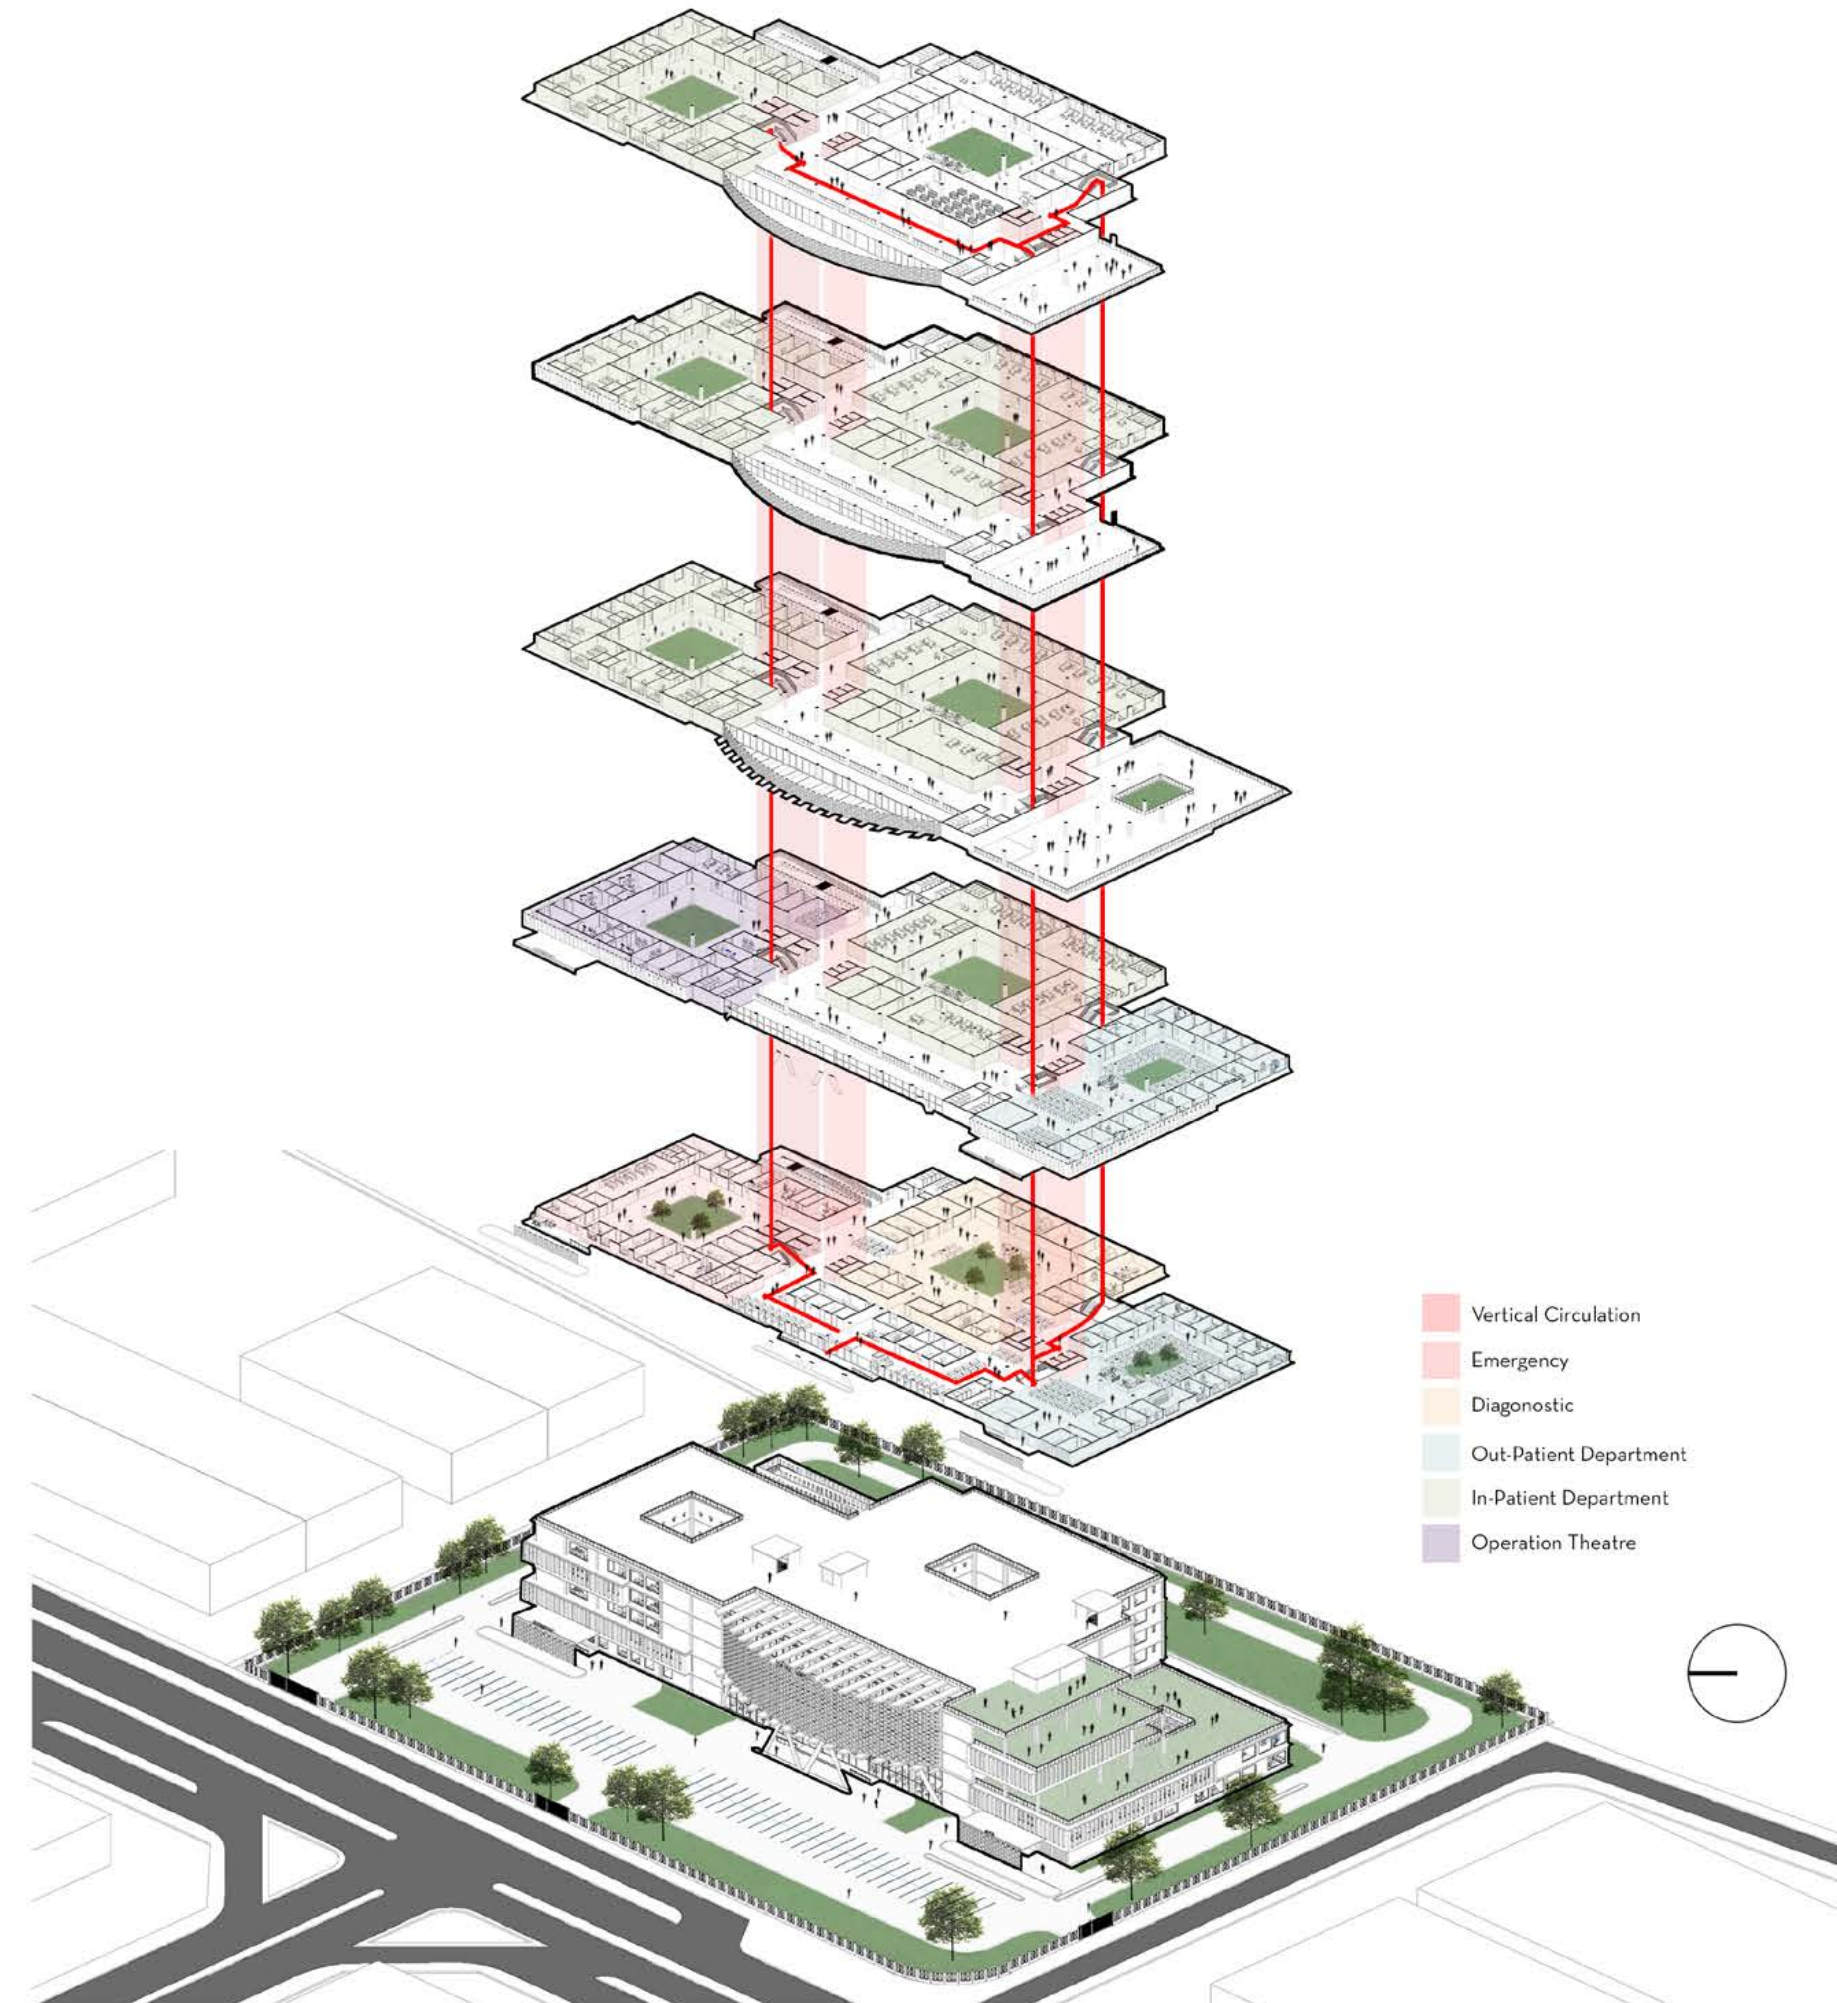 Vertical Circulation
Emergency
Diagonostic
Out-Patient Department
In-Patient Department
Operation Theatre